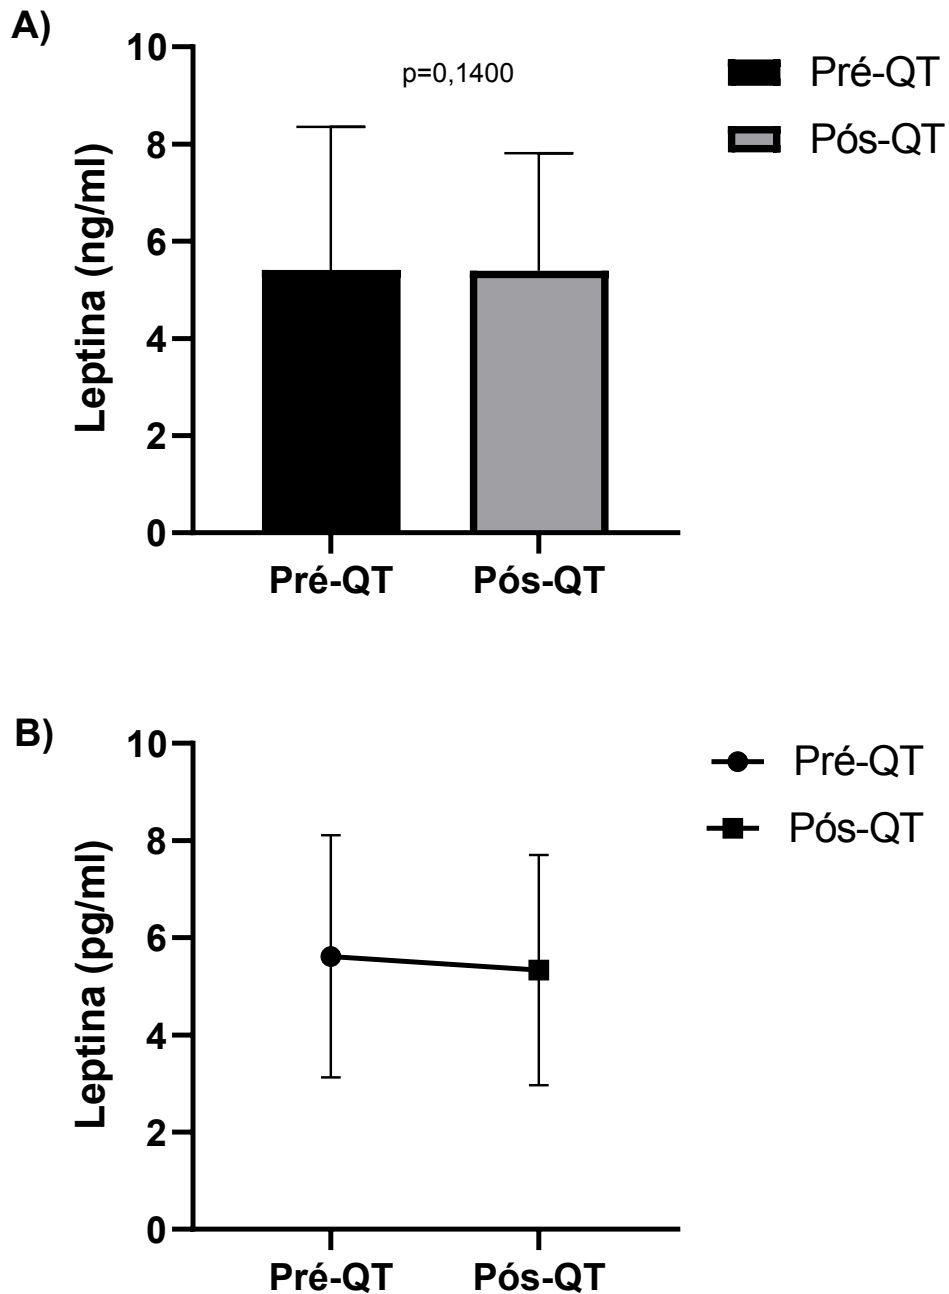 A)
10
8
6
4
2
0
Leptina (ng/ml)
p=0,1400
Pré-QT
Pós-QT
Pré-QT
Pós-QT
B)
10
8
6
4
2
0
Leptina (pg/ml)
Pré-QT
Pós-QT
Pré-QT
Pós-QT